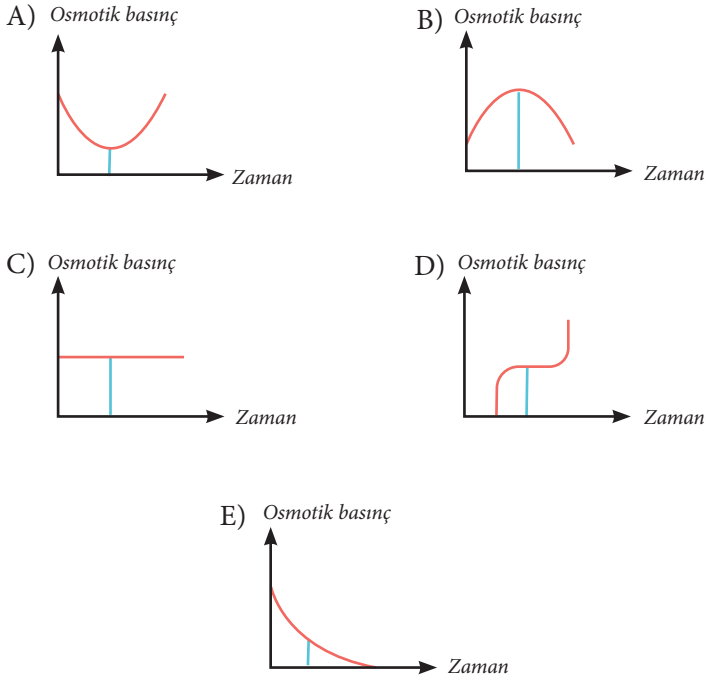 A) Osmotik basınç
Zaman
B) Osmotik basınç
Zaman
C) Osmotik basınç
Zaman
D) Osmotik basınç
Zaman
E) Osmotik basınç
Zaman